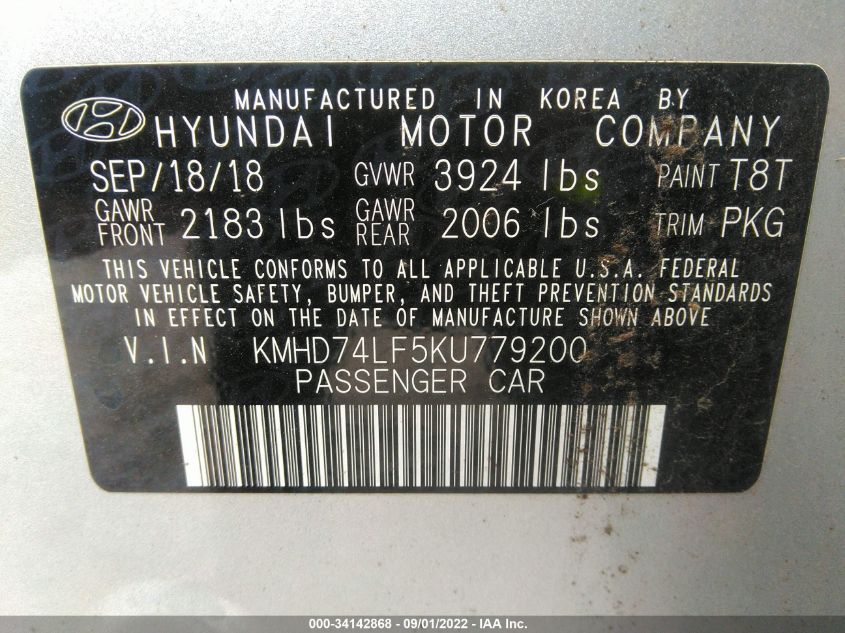 MANUFACTURED IN KOREA BY
HYUNDAI MOTOR COMPANY
SEP/18/18 GVWR 3924 lbs PAINT T8T
GAWR FRONT 2183 lbs GAWR REAR 2006 lbs TRIM PKG
THIS VEHICLE CONFORMS TO ALL APPLICABLE U.S.A. FEDERAL
MOTOR VEHICLE SAFETY, BUMPER, AND THEFT PREVENTION STANDARDS
IN EFFECT ON THE DATE OF MANUFACTURE SHOWN ABOVE
V.I.N KMHD74LF5KU779200
PASSENGER CAR
000-34142868 - 09/01/2022 - IAA Inc.